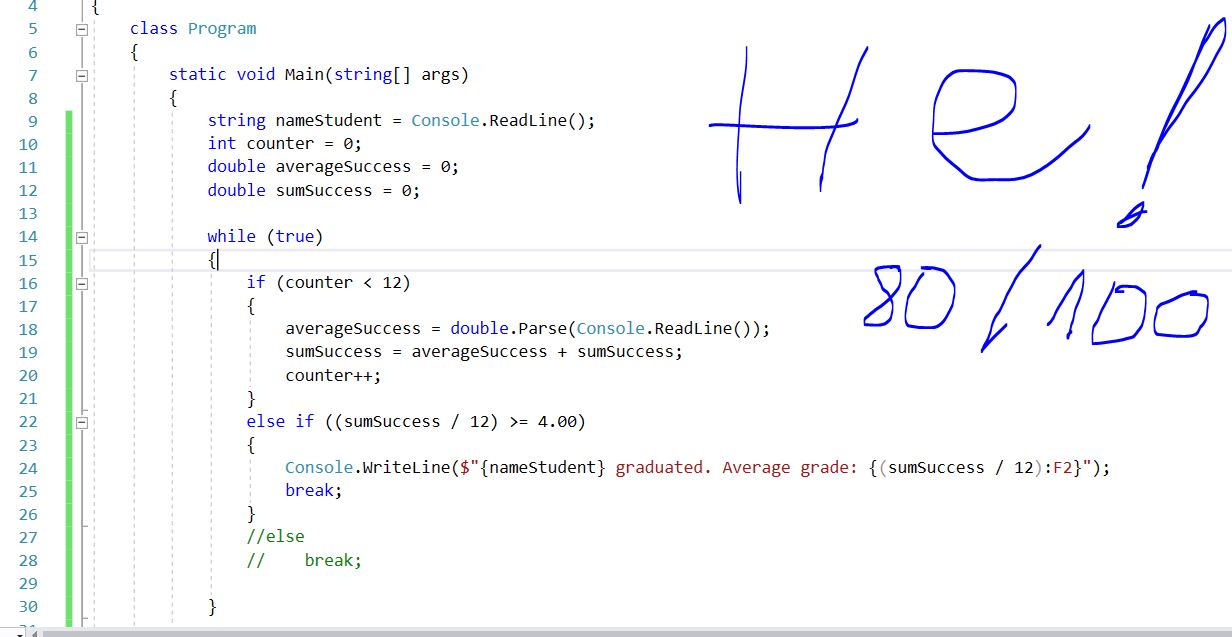 4 {
5 class Program
6 {
7 static void Main(string[] args)
8 {
9 string nameStudent = Console.ReadLine();
10 int counter = 0;
11 double averageSuccess = 0;
12 double sumSuccess = 0;
13
He!
14 while (true)
15 {
16 if (counter < 12)
17 {
80/100
18 averageSuccess = double.Parse(Console.ReadLine());
19 sumSuccess = averageSuccess + sumSuccess;
20 counter++;
21 }
22 else if ((sumSuccess / 12) >= 4.00)
23 {
24 Console.WriteLine($"{nameStudent} graduated. Average grade: {(sumSuccess / 12):F2}");
25 break;
26 }
27 //else
28 // break;
29
30 }